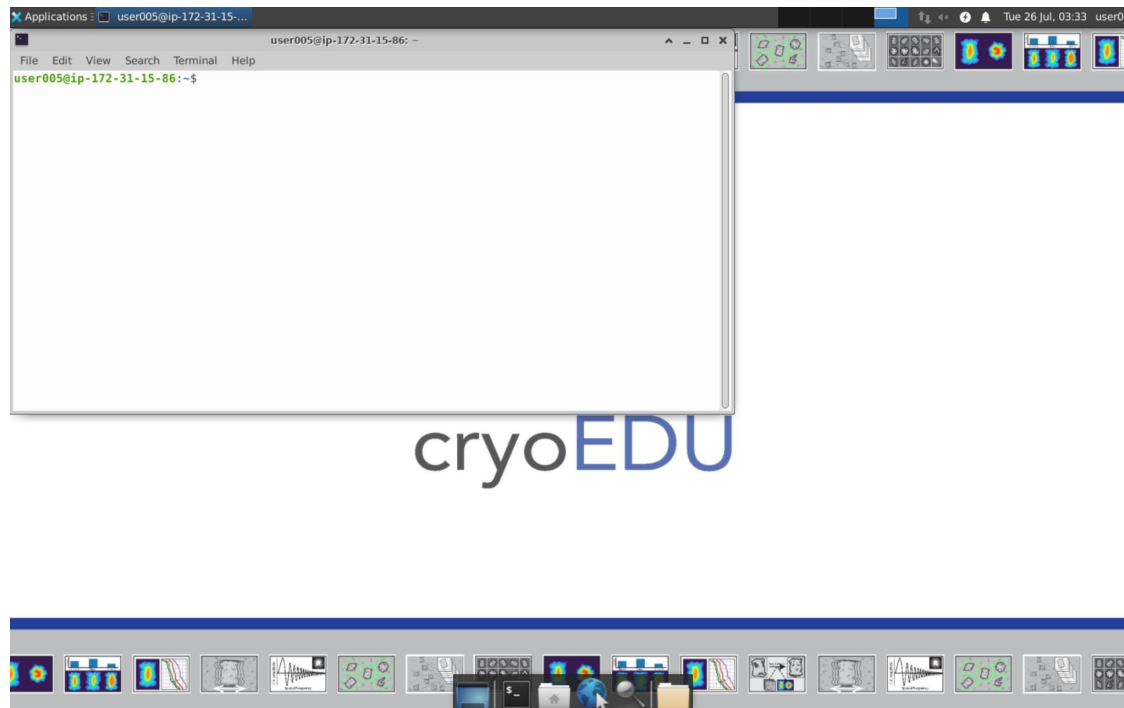 Applications
user005@ip-172-31-15-...
Tue 26 Jul, 03:33 user0
user005@ip-172-31-15-86: ~
File Edit View Search Terminal Help
user005@ip-172-31-15-86:~$
cryoEDU
$_